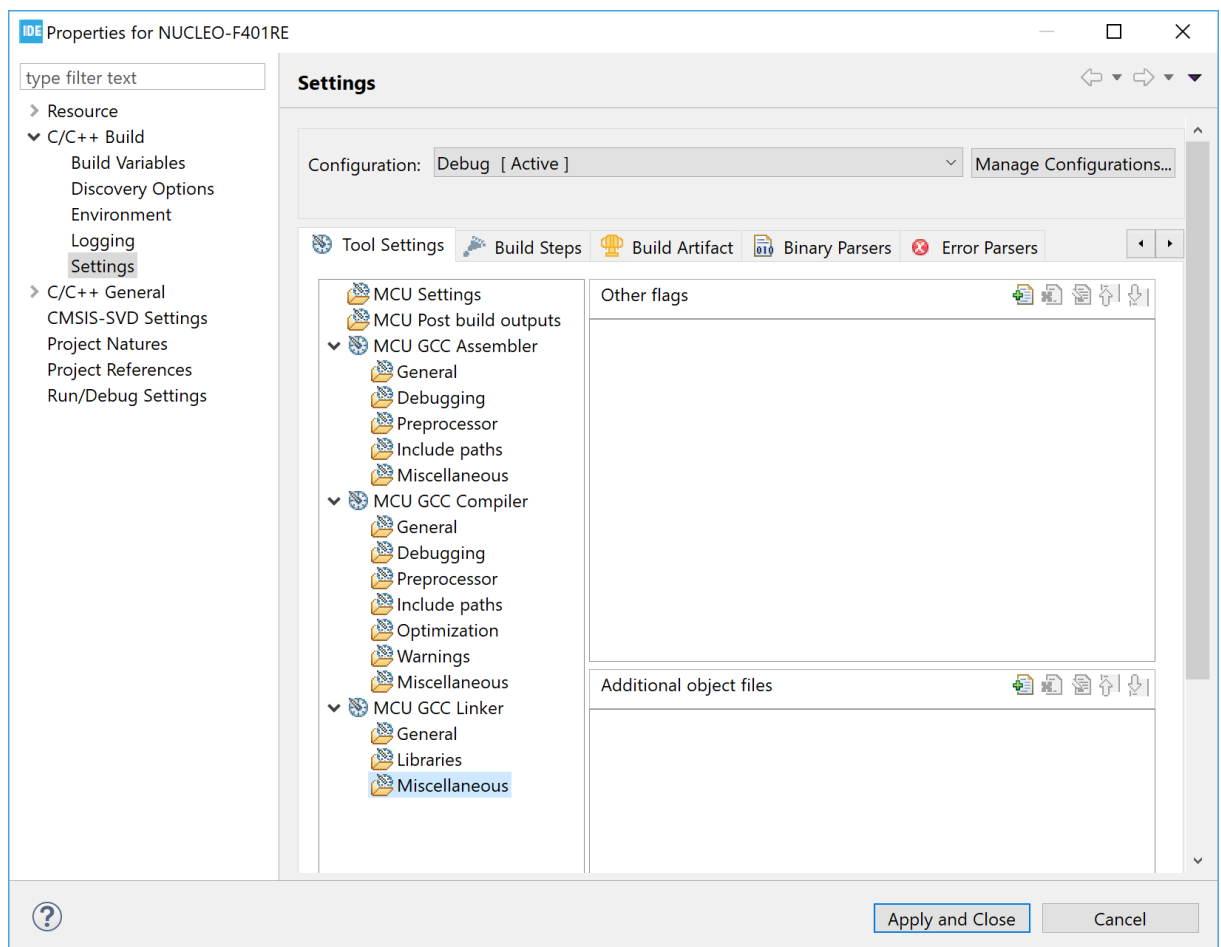 IDE Properties for NUCLEO-F401RE
type filter text
Resource
C/C++ Build
Build Variables
Discovery Options
Environment
Logging
Settings
C/C++ General
CMSIS-SVD Settings
Project Natures
Project References
Run/Debug Settings
Settings
Configuration: Debug [ Active ] Manage Configurations...
Tool Settings Build Steps Build Artifact Binary Parsers Error Parsers
MCU Settings
MCU Post build outputs
MCU GCC Assembler
General
Debugging
Preprocessor
Include paths
Miscellaneous
MCU GCC Compiler
General
Debugging
Preprocessor
Include paths
Optimization
Warnings
Miscellaneous
MCU GCC Linker
General
Libraries
Miscellaneous
Other flags
Additional object files
? Apply and Close Cancel